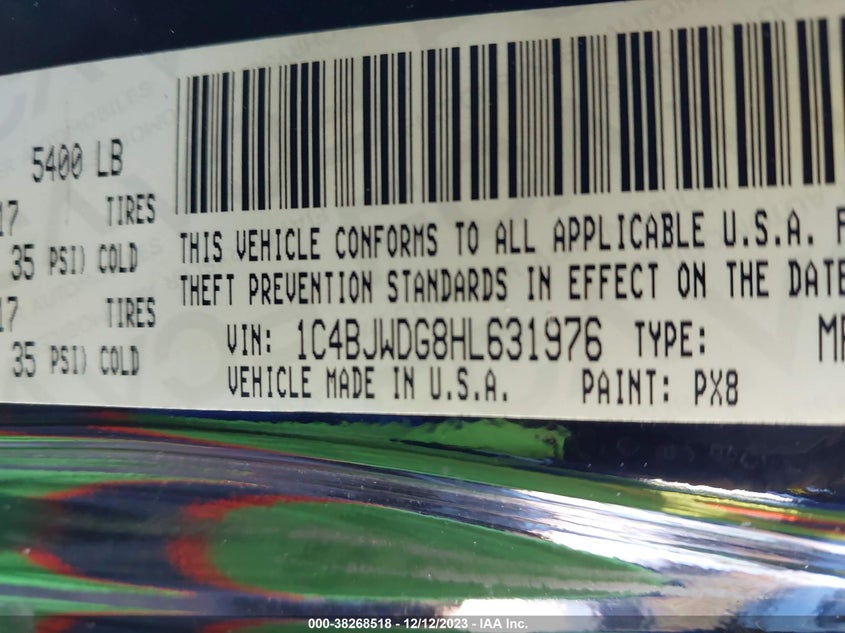 5400 LB
17 TIRES
35 PSI) COLD
17 TIRES
35 PSI) COLD
THIS VEHICLE CONFORMS TO ALL APPLICABLE U.S.A. F
THEFT PREVENTION STANDARDS IN EFFECT ON THE DATE
VIN: 1C4BJWDG8HL631976 TYPE: MP
VEHICLE MADE IN U.S.A. PAINT: PX8
000-38268518 - 12/12/2023 - IAA Inc.